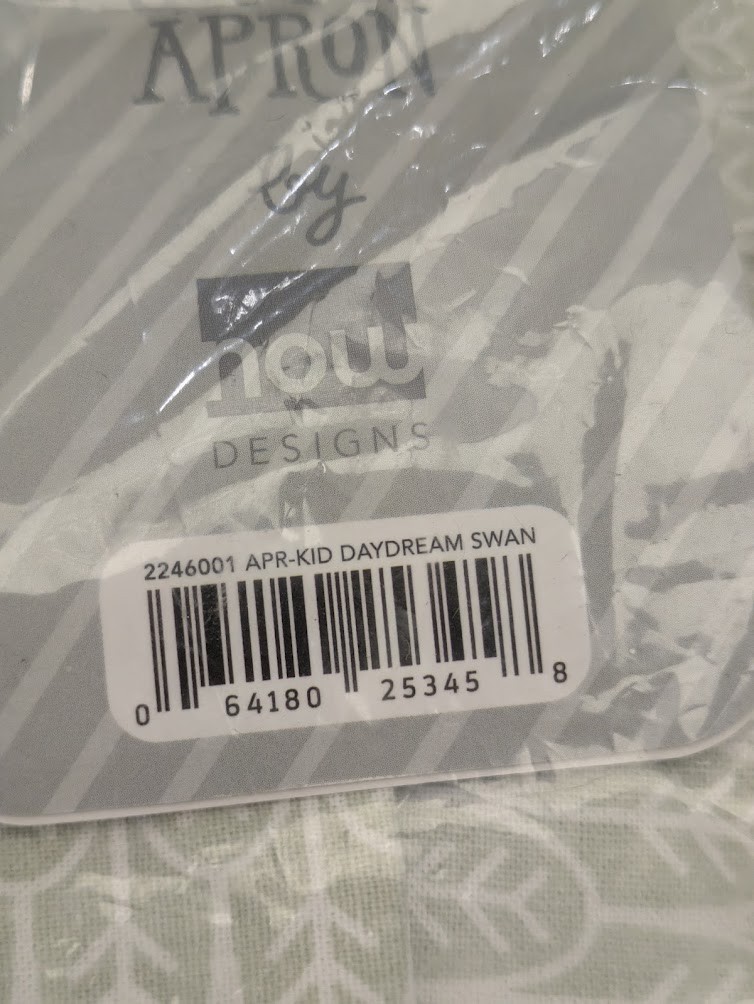 APRON
by
now
DESIGNS
2246001 APR-KID DAYDREAM SWAN
0 64180 25345 8